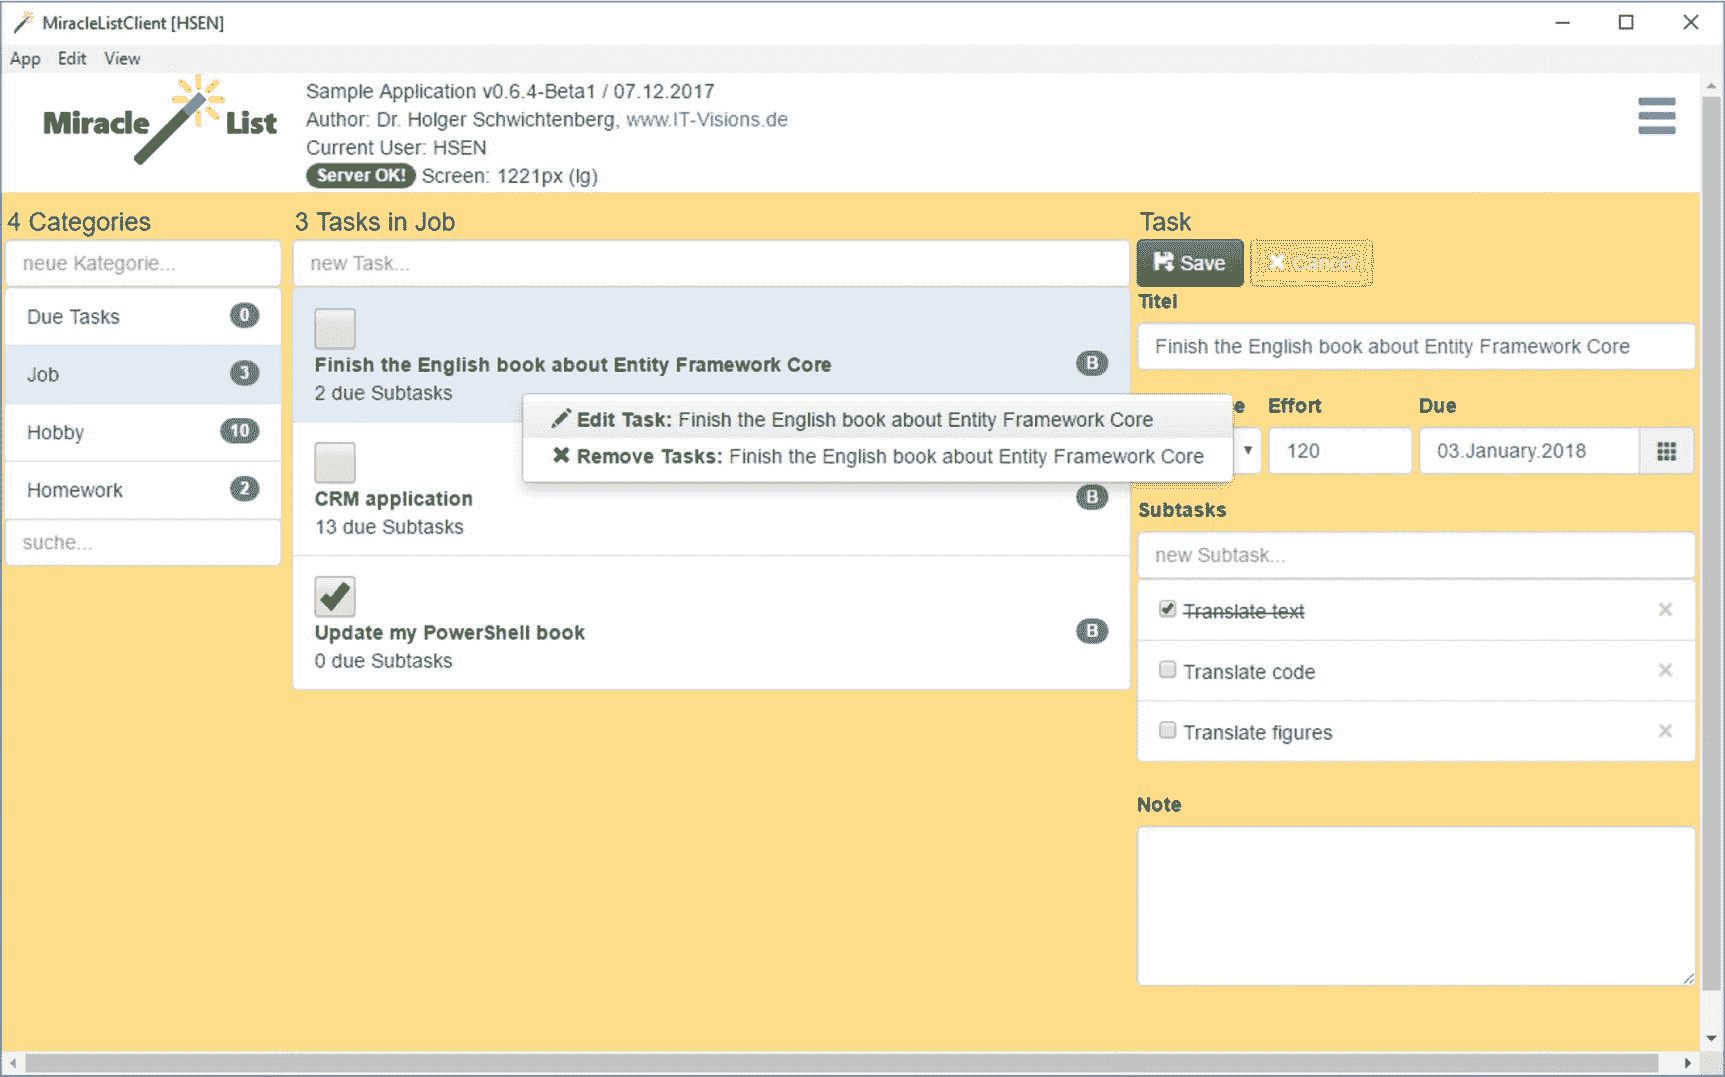 MiracleListClient [HSEN]
App Edit View
Miracle List
Sample Application v0.6.4-Beta1 / 07.12.2017
Author: Dr. Holger Schwichtenberg, www.IT-Visions.de
Current User: HSEN
Server OK! Screen: 1221px (lg)
4 Categories
neue Kategorie...
Due Tasks 0
Job 3
Hobby 10
Homework 2
suche...
3 Tasks in Job
new Task...
Finish the English book about Entity Framework Core B
2 due Subtasks
Edit Task: Finish the English book about Entity Framework Core
Remove Tasks: Finish the English book about Entity Framework Core
CRM application B
13 due Subtasks
Update my PowerShell book B
0 due Subtasks
Task
Save Cancel
Titel
Finish the English book about Entity Framework Core
e Effort Due
120 03.January.2018
Subtasks
new Subtask...
Translate text
Translate code
Translate figures
Note